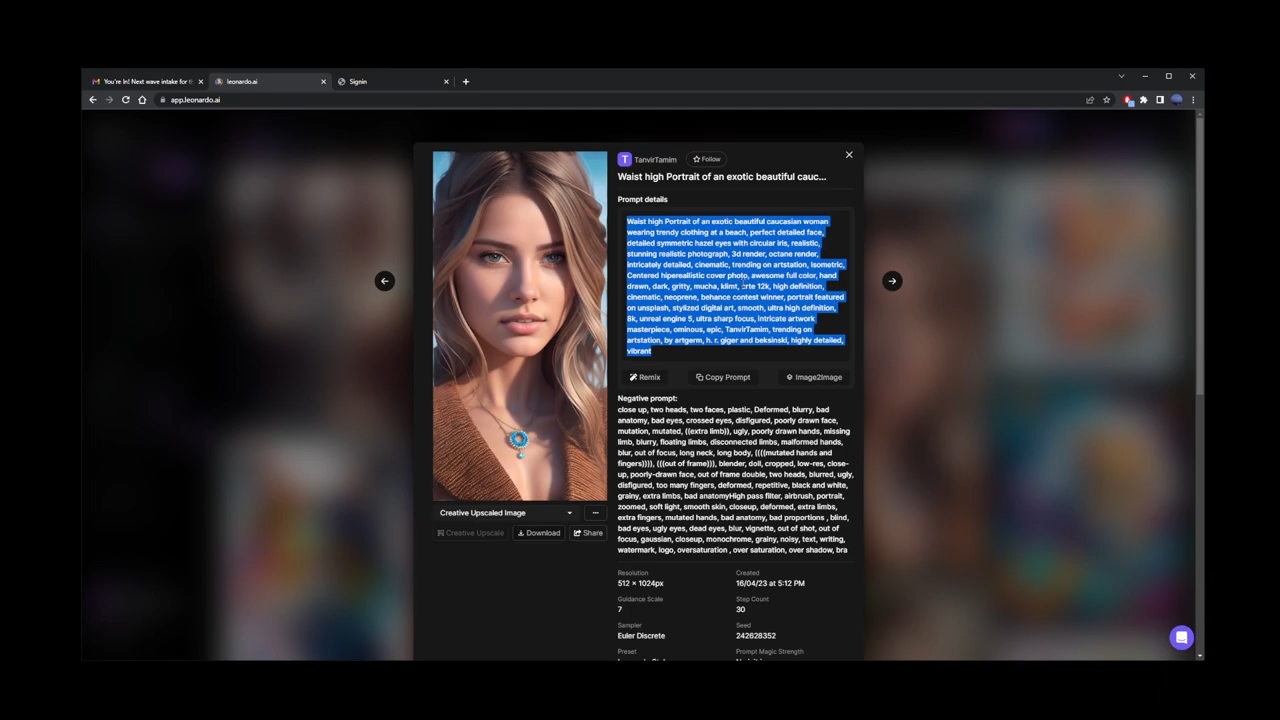 You're In! Next wave intake for th
leonardo.ai
Signin
app.leonardo.ai
T TanvirTamim Follow
Waist high Portrait of an exotic beautiful cauc...
Prompt details
Waist high Portrait of an exotic beautiful caucasian woman
wearing trendy clothing at a beach, perfect detailed face,
detailed symmetric hazel eyes with circular iris, realistic,
stunning realistic photograph, 3d render, octane render,
intricately detailed, cinematic, trending on artstation, Isometric,
Centered hipereallistic cover photo, awesome full color, hand
drawn, dark, gritty, mucha, klimt, erte 12k, high definition,
cinematic, neoprene, behance contest winner, portrait featured
on unsplash, stylized digital art, smooth, ultra high definition,
8k, unreal engine 5, ultra sharp focus, intricate artwork
masterpiece, ominous, epic, TanvirTamim, trending on
artstation, by artgerm, h. r. giger and beksinski, highly detailed,
vibrant
Remix Copy Prompt Image2Image
Negative prompt:
close up, two heads, two faces, plastic, Deformed, blurry, bad
anatomy, bad eyes, crossed eyes, disfigured, poorly drawn face,
mutation, mutated, ((extra limb)), ugly, poorly drawn hands, missing
limb, blurry, floating limbs, disconnected limbs, malformed hands,
blur, out of focus, long neck, long body, ((((mutated hands and
fingers)))), (((out of frame))), blender, doll, cropped, low-res, close-
up, poorly-drawn face, out of frame double, two heads, blurred, ugly,
disfigured, too many fingers, deformed, repetitive, black and white,
grainy, extra limbs, bad anatomyHigh pass filter, airbrush, portrait,
zoomed, soft light, smooth skin, closeup, deformed, extra limbs,
extra fingers, mutated hands, bad anatomy, bad proportions , blind,
bad eyes, ugly eyes, dead eyes, blur, vignette, out of shot, out of
focus, gaussian, closeup, monochrome, grainy, noisy, text, writing,
watermark, logo, oversaturation , over saturation, over shadow, bra
Creative Upscaled Image
Creative Upscale Download Share
Resolution Created
512 × 1024px 16/04/23 at 5:12 PM
Guidance Scale Step Count
7 30
Sampler Seed
Euler Discrete 242628352
Preset Prompt Magic Strength